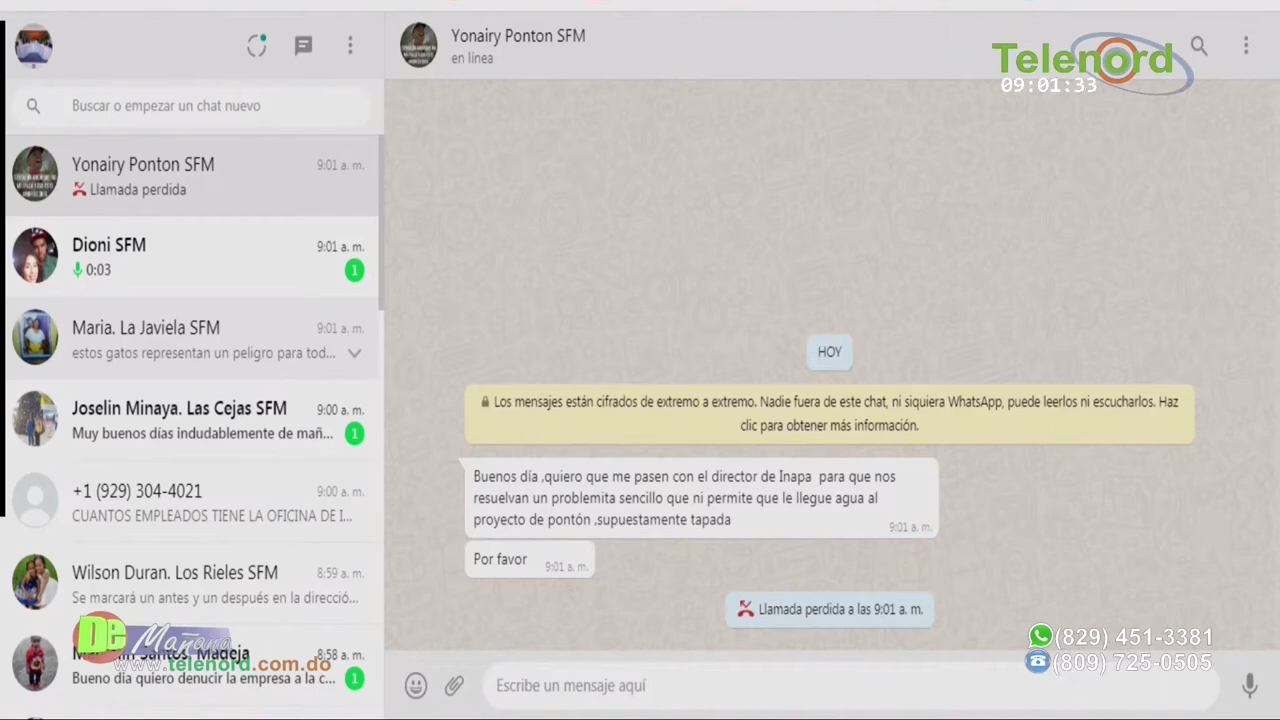 Buscar o empezar un chat nuevo
Yonairy Ponton SFM
9:01 a. m.
Llamada perdida
Dioni SFM
9:01 a. m.
0:03
1
Maria. La Javiela SFM
9:01 a. m.
estos gatos representan un peligro para tod...
Joselin Minaya. Las Cejas SFM
9:00 a. m.
Muy buenos días indudablemente de mañ...
1
+1 (929) 304-4021
9:00 a. m.
CUANTOS EMPLEADOS TIENE LA OFICINA DE I...
Wilson Duran. Los Rieles SFM
8:59 a. m.
Se marcará un antes y un después en la direcció...
Santos. Madeja
8:58 a. m.
Bueno día quiero denucir la empresa a la c...
1
De Mañana
www.telenord.com.do
Yonairy Ponton SFM
en línea
Telenord
09:01:33
HOY
Los mensajes están cifrados de extremo a extremo. Nadie fuera de este chat, ni siquiera WhatsApp, puede leerlos ni escucharlos. Haz
clic para obtener más información.
Buenos día ,quiero que me pasen con el director de Inapa para que nos
resuelvan un problemita sencillo que ni permite que le llegue agua al
proyecto de pontón ,supuestamente tapada
9:01 a. m.
Por favor
9:01 a. m.
Llamada perdida a las 9:01 a. m.
(829) 451-3381
(809) 725-0505
Escribe un mensaje aquí